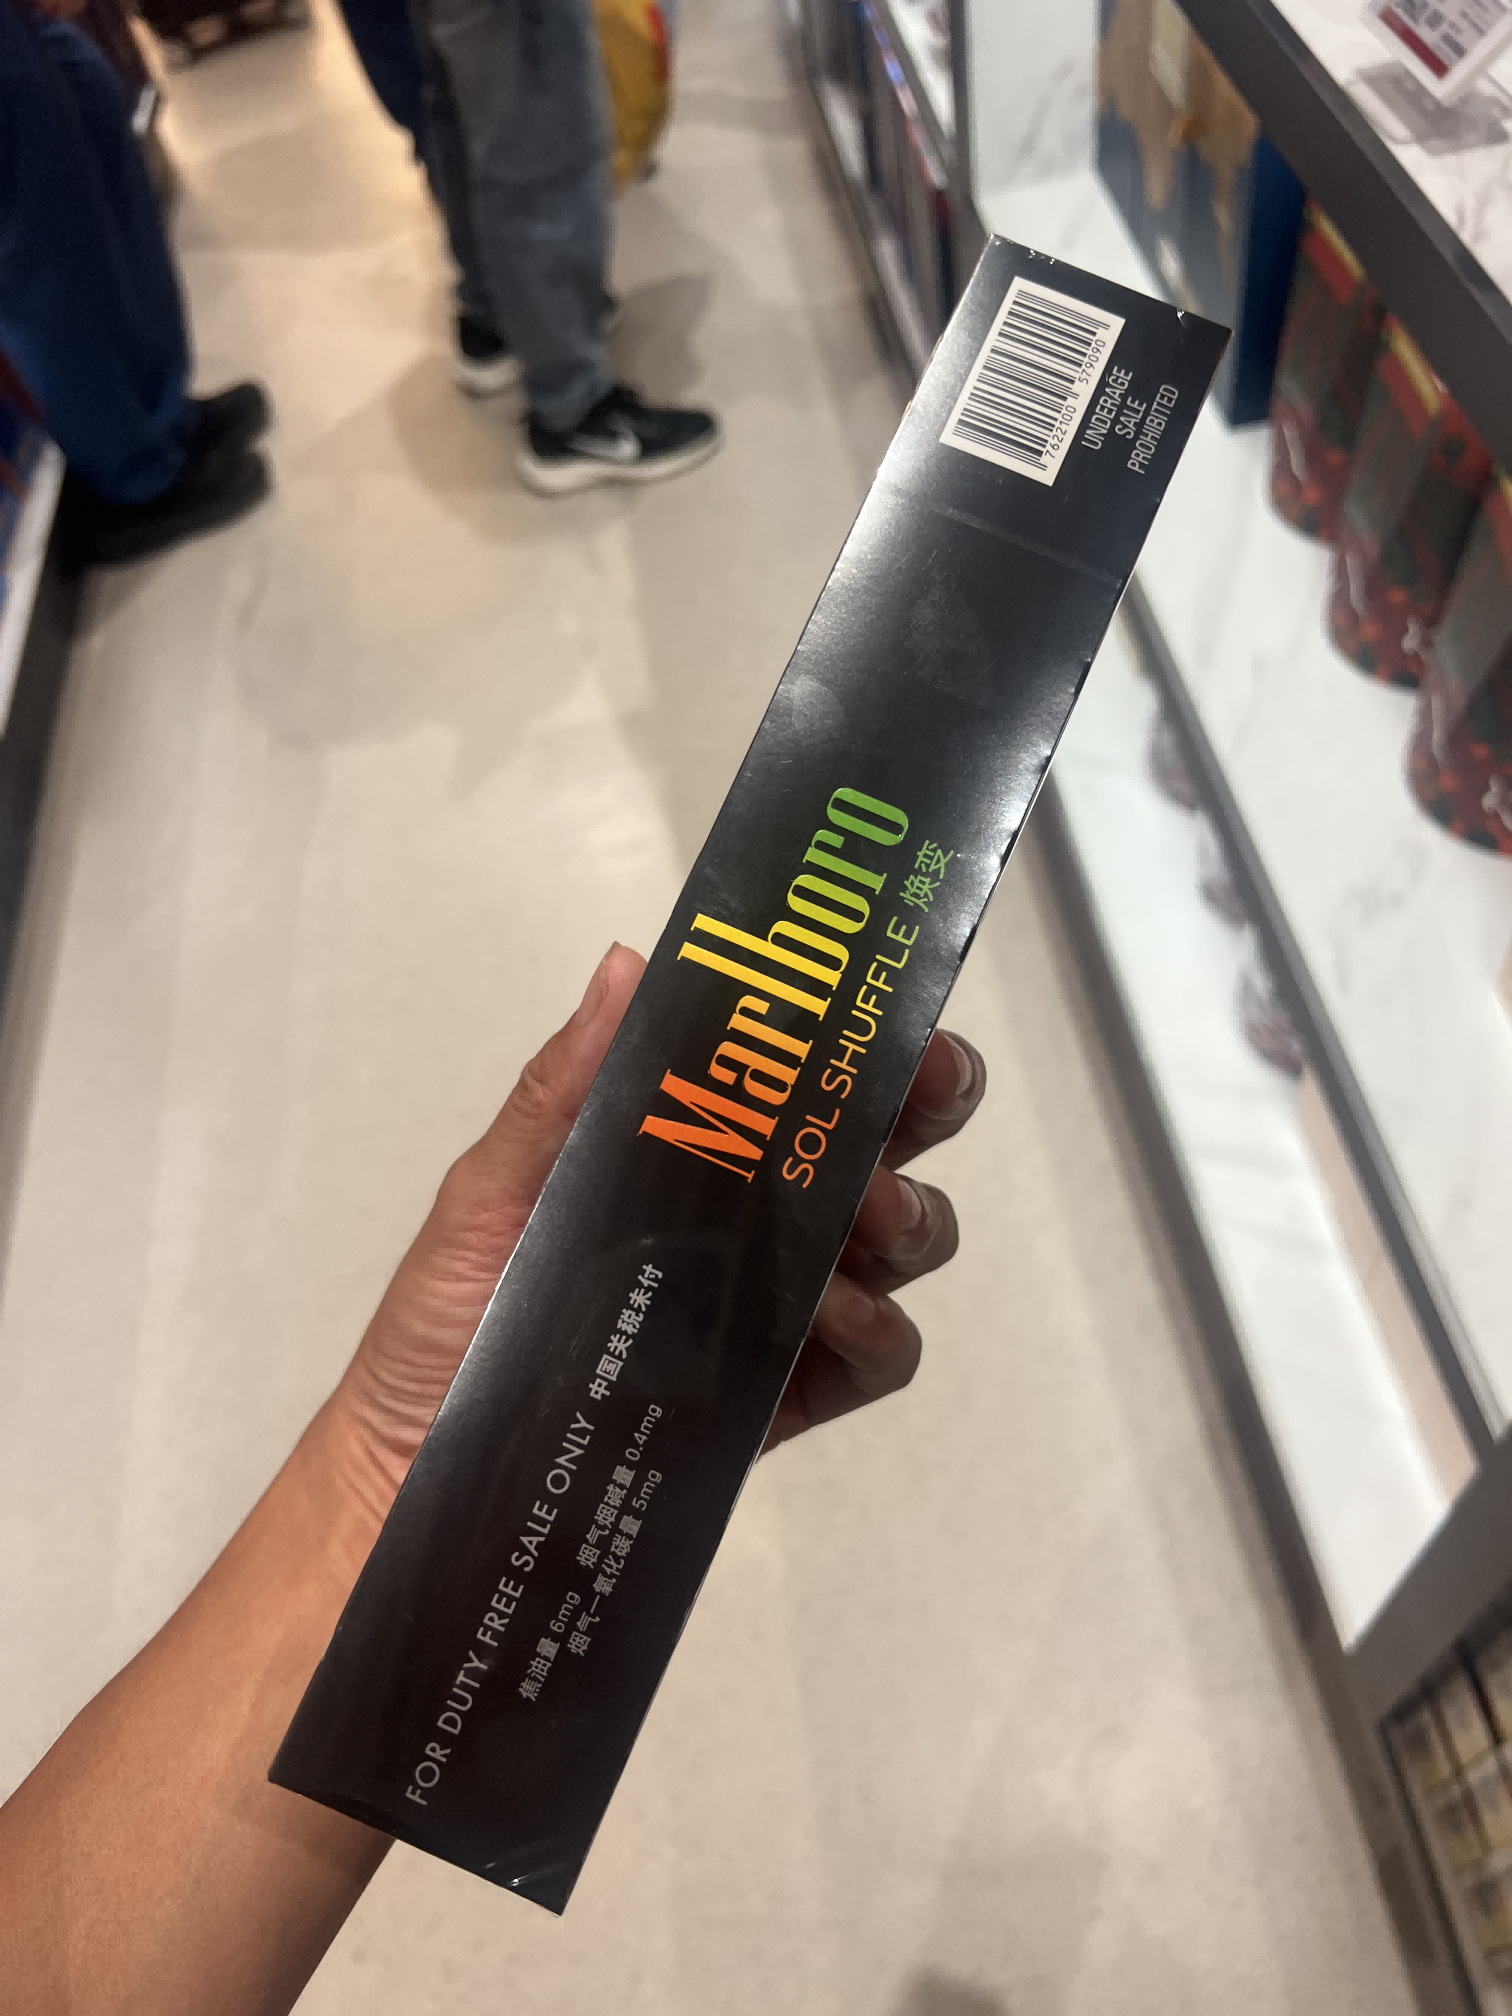 7622100 579090
UNDERAGE
SALE
PROHIBITED
Marlboro
SOL SHUFFLE 焕变
FOR DUTY FREE SALE ONLY 中国关税未付
焦油量 6mg 烟气烟碱量 0.4mg
烟气一氧化碳量 5mg